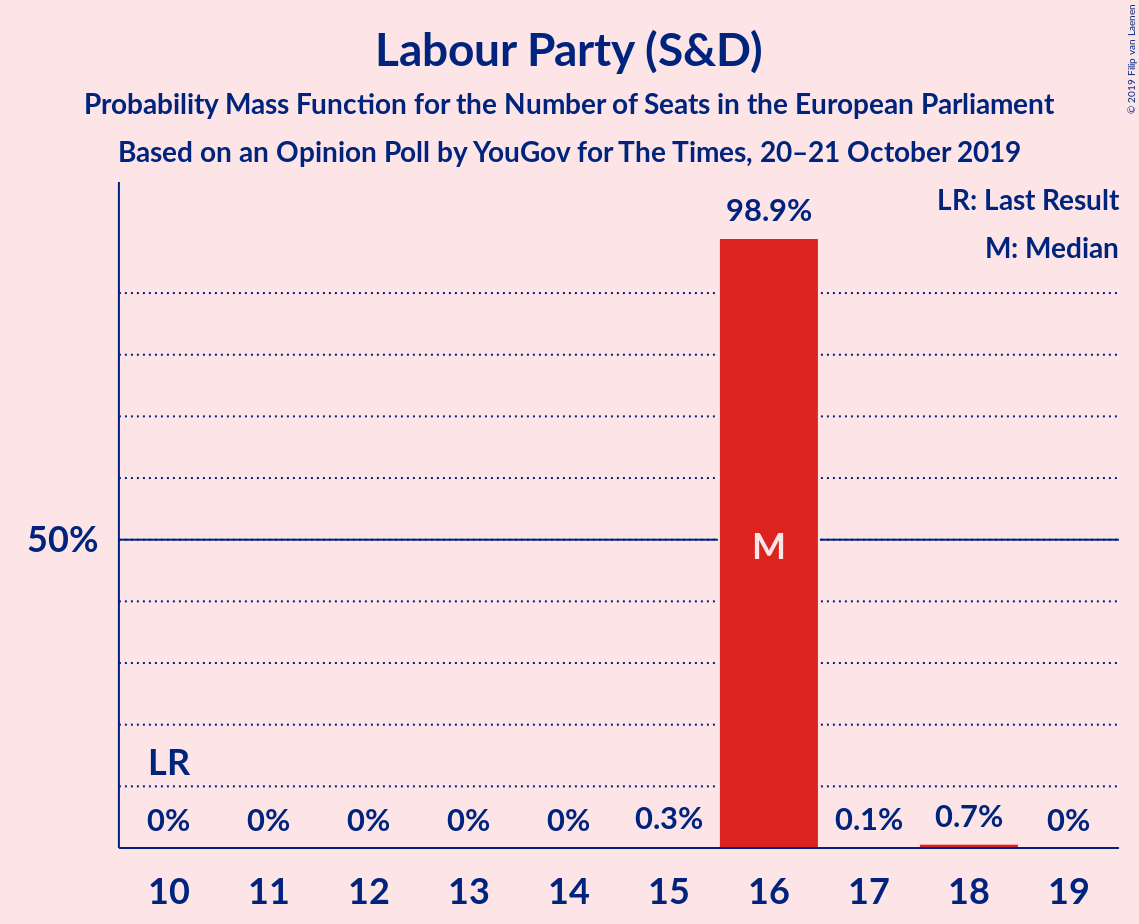 Labour Party (S&D)
Probability Mass Function for the Number of Seats in the European Parliament
Based on an Opinion Poll by YouGov for The Times, 20–21 October 2019
© 2019 Filip van Laenen
LR: Last Result
M: Median
98.9%
50%
M
LR
0% 0% 0% 0% 0% 0.3% 0.1% 0.7% 0%
10 11 12 13 14 15 16 17 18 19